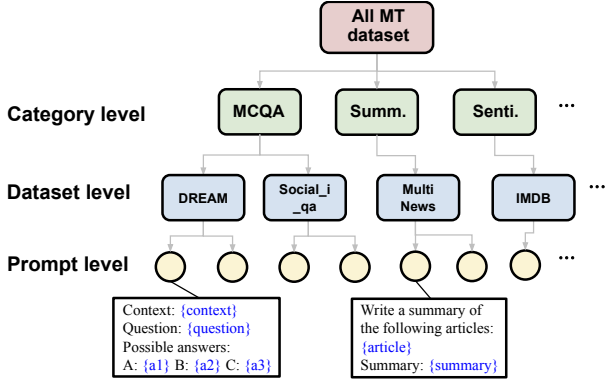 All MT
dataset
Category level
MCQA
Summ.
Senti.
...
Dataset level
DREAM
Social_i
_qa
Multi
News
IMDB
...
Prompt level
...
Context: {context}
Question: {question}
Possible answers:
A: {a1} B: {a2} C: {a3}
Write a summary of
the following articles:
{article}
Summary: {summary}